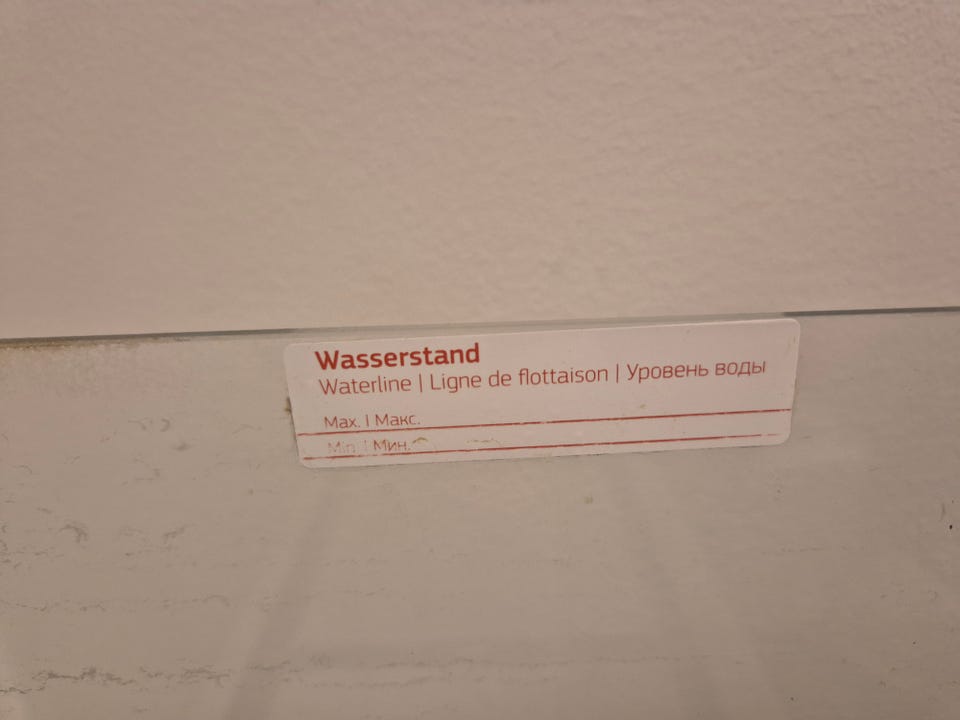 Wasserstand
Waterline | Ligne de flottaison | Уровень воды
Max. | Макс.
Min. | Мин.